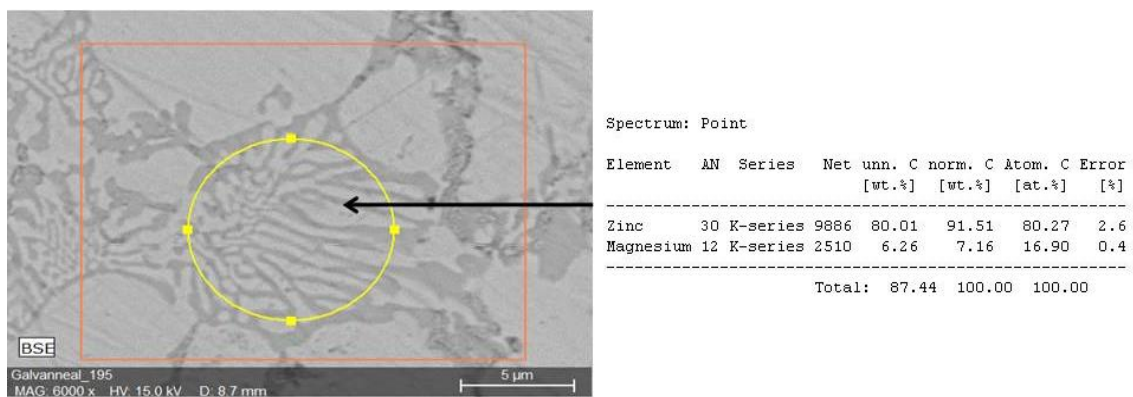 BSE
Galvanneal_195
MAG: 6000 x HV: 15.0 kV D: 8.7 mm
5 µm
Spectrum: Point
Element AN Series Net unn. C norm. C Atom. C Error
[wt.%] [wt.%] [at.%] [%]
Zinc 30 K-series 9886 80.01 91.51 80.27 2.6
Magnesium 12 K-series 2510 6.26 7.16 16.90 0.4
Total: 87.44 100.00 100.00